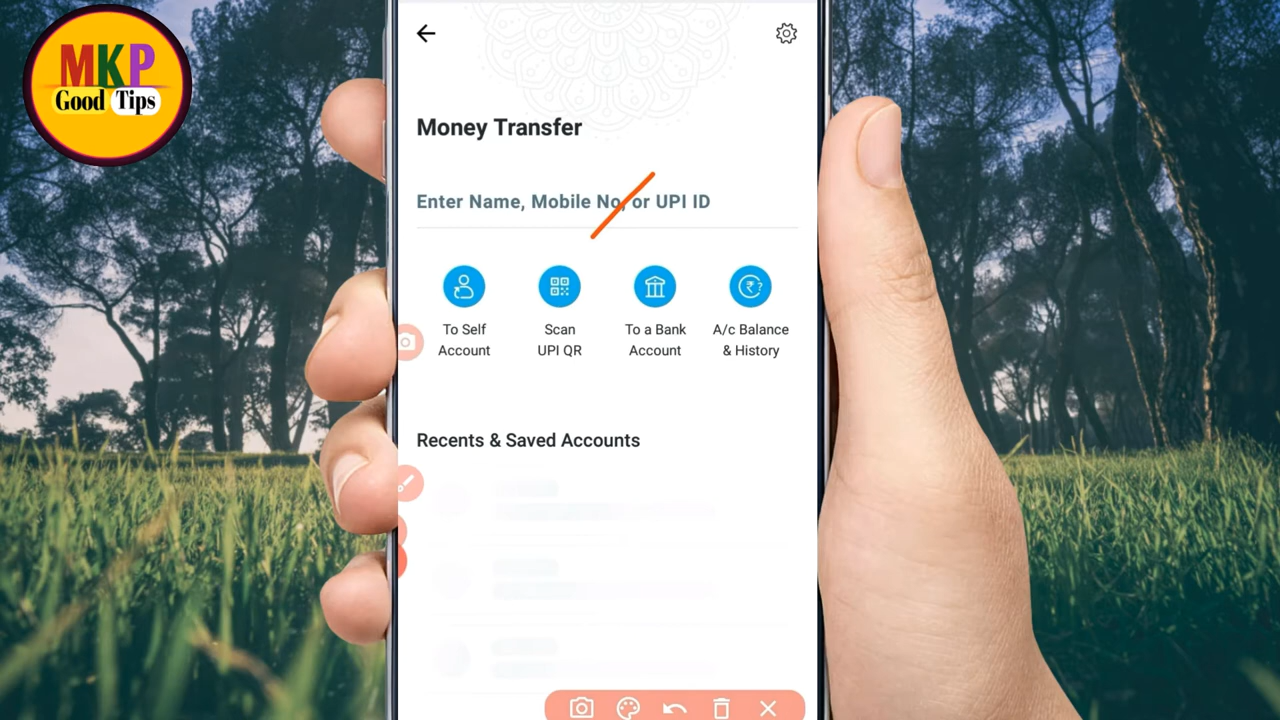 MKP
Good Tips
Money Transfer
Enter Name, Mobile No, or UPI ID
To Self
Account
Scan
UPI QR
To a Bank
Account
A/c Balance
& History
Recents & Saved Accounts